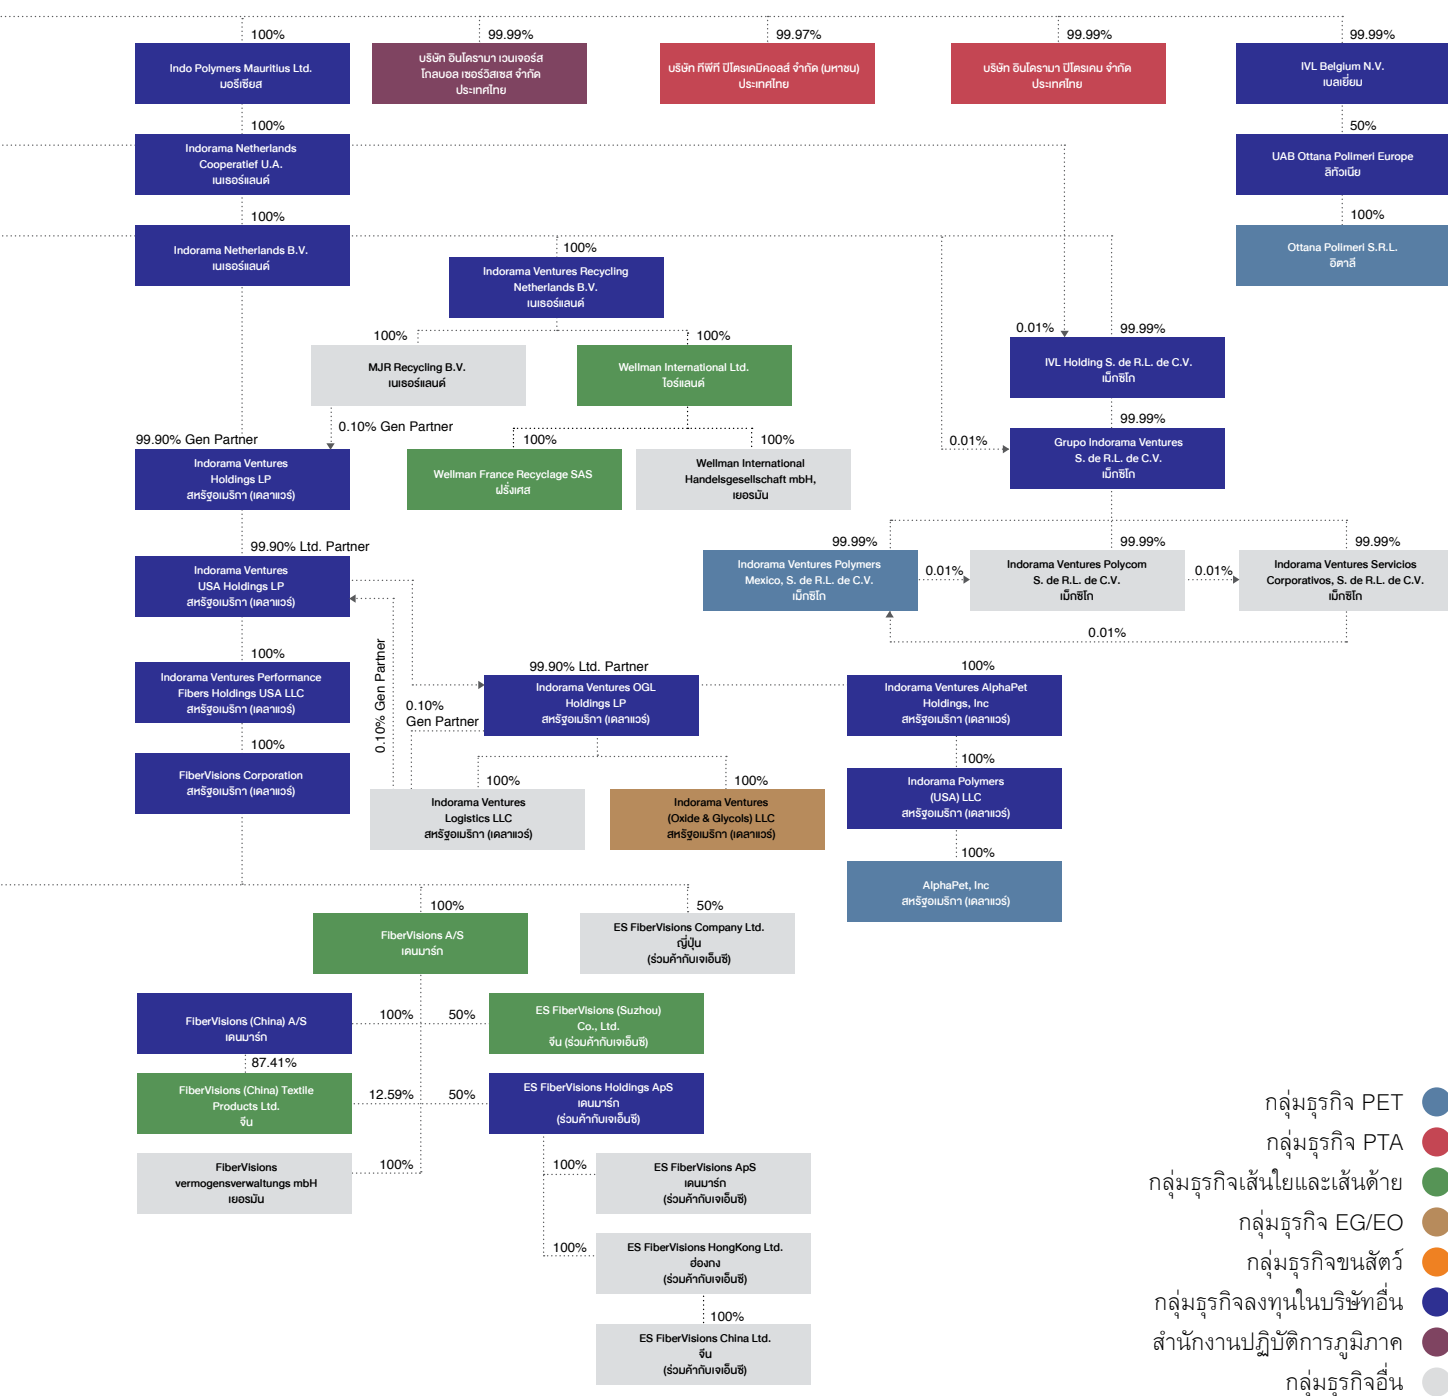 100%
99.99%
99.97%
99.99%
99.99%
Indo Polymers Mauritius Ltd.
มอริเชียส
บริษัท อินโดรามา เวนเจอร์ส
โกลบอล เซอร์วิสเซส จำกัด
ประเทศไทย
บริษัท ทีพีที ปิโตรเคมิคอลส์ จำกัด (มหาชน)
ประเทศไทย
บริษัท อินโดรามา ปิโตรเคม จำกัด
ประเทศไทย
IVL Belgium N.V.
เบลเยี่ยม
100%
50%
Indorama Netherlands
Cooperatief U.A.
เนเธอร์แลนด์
UAB Ottana Polimeri Europe
ลิทัวเนีย
100%
100%
Indorama Netherlands B.V.
เนเธอร์แลนด์
Ottana Polimeri S.R.L.
อิตาลี
100%
Indorama Ventures Recycling
Netherlands B.V.
เนเธอร์แลนด์
100%
100%
0.01%
99.99%
MJR Recycling B.V.
เนเธอร์แลนด์
Wellman International Ltd.
ไอร์แลนด์
IVL Holding S. de R.L. de C.V.
เม็กซิโก
0.10% Gen Partner
99.99%
99.90% Gen Partner
100%
100%
0.01%
Indorama Ventures
Holdings LP
สหรัฐอเมริกา (เดลาแวร์)
Wellman France Recyclage SAS
ฝรั่งเศส
Wellman International
Handelsgesellschaft mbH,
เยอรมัน
Grupo Indorama Ventures
S. de R.L. de C.V.
เม็กซิโก
99.90% Ltd. Partner
99.99%
99.99%
99.99%
Indorama Ventures
USA Holdings LP
สหรัฐอเมริกา (เดลาแวร์)
Indorama Ventures Polymers
Mexico, S. de R.L. de C.V.
เม็กซิโก
0.01%
Indorama Ventures Polycom
S. de R.L. de C.V.
เม็กซิโก
0.01%
Indorama Ventures Servicios
Corporativos, S. de R.L. de C.V.
เม็กซิโก
0.01%
100%
0.10% Gen Partner
99.90% Ltd. Partner
100%
Indorama Ventures Performance
Fibers Holdings USA LLC
สหรัฐอเมริกา (เดลาแวร์)
0.10%
Gen Partner
Indorama Ventures OGL
Holdings LP
สหรัฐอเมริกา (เดลาแวร์)
Indorama Ventures AlphaPet
Holdings, Inc
สหรัฐอเมริกา (เดลาแวร์)
100%
100%
100%
100%
FiberVisions Corporation
สหรัฐอเมริกา (เดลาแวร์)
Indorama Ventures
Logistics LLC
สหรัฐอเมริกา (เดลาแวร์)
Indorama Ventures
(Oxide & Glycols) LLC
สหรัฐอเมริกา (เดลาแวร์)
Indorama Polymers
(USA) LLC
สหรัฐอเมริกา (เดลาแวร์)
100%
AlphaPet, Inc
สหรัฐอเมริกา (เดลาแวร์)
100%
50%
FiberVisions A/S
เดนมาร์ก
ES FiberVisions Company Ltd.
ญี่ปุ่น
(ร่วมค้ากับเจเอ็นซี)
FiberVisions (China) A/S
เดนมาร์ก
100%
50%
ES FiberVisions (Suzhou)
Co., Ltd.
จีน (ร่วมค้ากับเจเอ็นซี)
87.41%
FiberVisions (China) Textile
Products Ltd.
จีน
12.59%
50%
ES FiberVisions Holdings ApS
เดนมาร์ก
(ร่วมค้ากับเจเอ็นซี)
FiberVisions
vermogensverwaltungs mbH
เยอรมัน
100%
100%
ES FiberVisions ApS
เดนมาร์ก
(ร่วมค้ากับเจเอ็นซี)
100%
ES FiberVisions HongKong Ltd.
ฮ่องกง
(ร่วมค้ากับเจเอ็นซี)
100%
ES FiberVisions China Ltd.
จีน
(ร่วมค้ากับเจเอ็นซี)
กลุ่มธุรกิจ PET
กลุ่มธุรกิจ PTA
กลุ่มธุรกิจเส้นใยและเส้นด้าย
กลุ่มธุรกิจ EG/EO
กลุ่มธุรกิจขนสัตว์
กลุ่มธุรกิจลงทุนในบริษัทอื่น
สำนักงานปฏิบัติการภูมิภาค
กลุ่มธุรกิจอื่น